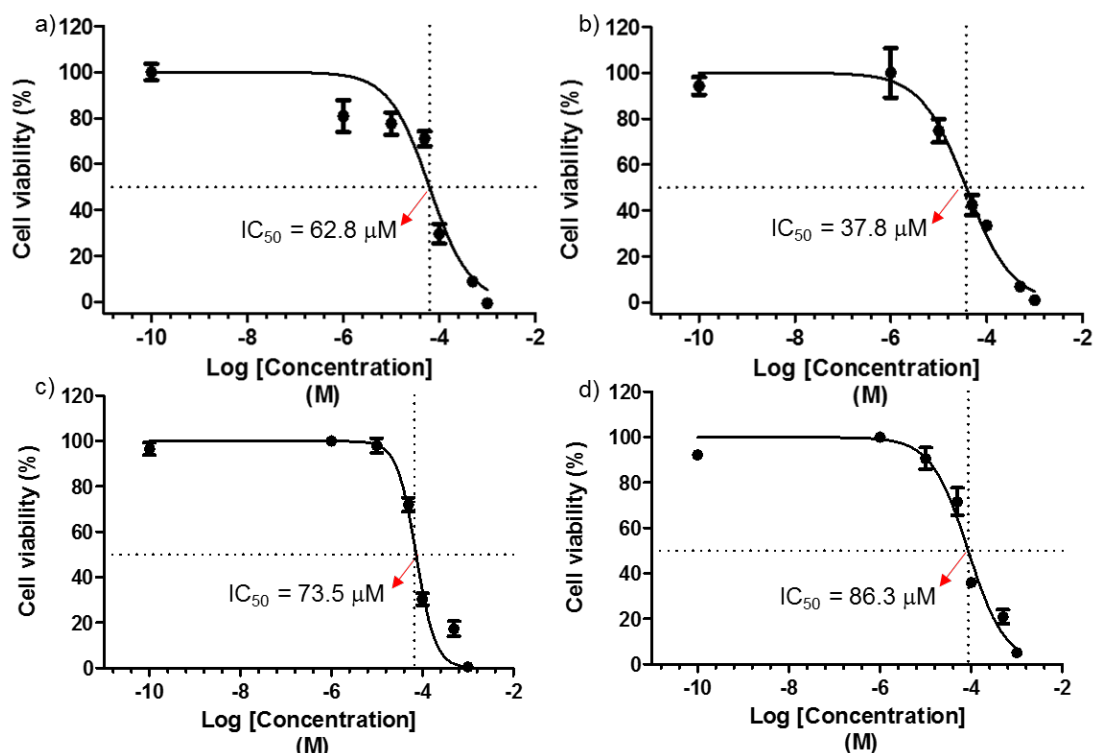 a)
120
100
80
60
40
20
0
Cell viability (%)
IC50 = 62.8 μM
-10 -8 -6 -4 -2
Log [Concentration]
(M)
b)
120
100
80
60
40
20
0
Cell viability (%)
IC50 = 37.8 μM
-10 -8 -6 -4 -2
Log [Concentration]
(M)
c)
120
100
80
60
40
20
0
Cell viability (%)
IC50 = 73.5 μM
-10 -8 -6 -4 -2
Log [Concentration]
(M)
d)
120
100
80
60
40
20
0
Cell viability (%)
IC50 = 86.3 μM
-10 -8 -6 -4 -2
Log [Concentration]
(M)